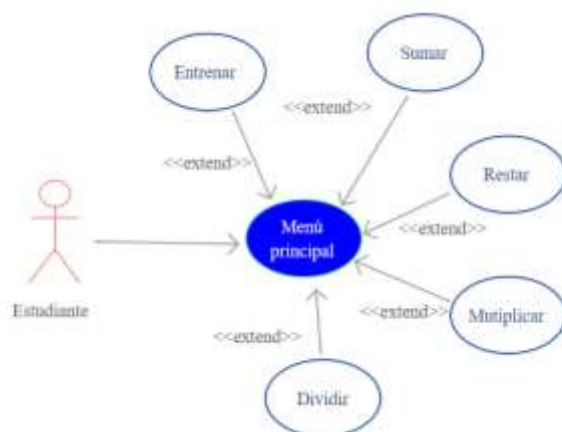 Sumar
Entrenar
<<extend>>
<<extend>>
Restar
Menú
principal
<<extend>>
Estudiante
<<extend>>
Mutiplicar
<<extend>>
Dividir